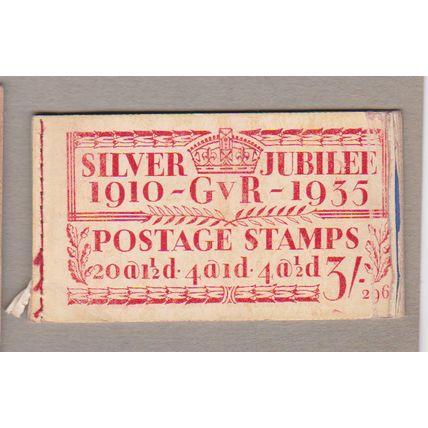 SILVER JUBILEE
1910 - GVR - 1935
POSTAGE STAMPS
20@1½d · 4@1d · 4@½d 3/-
296